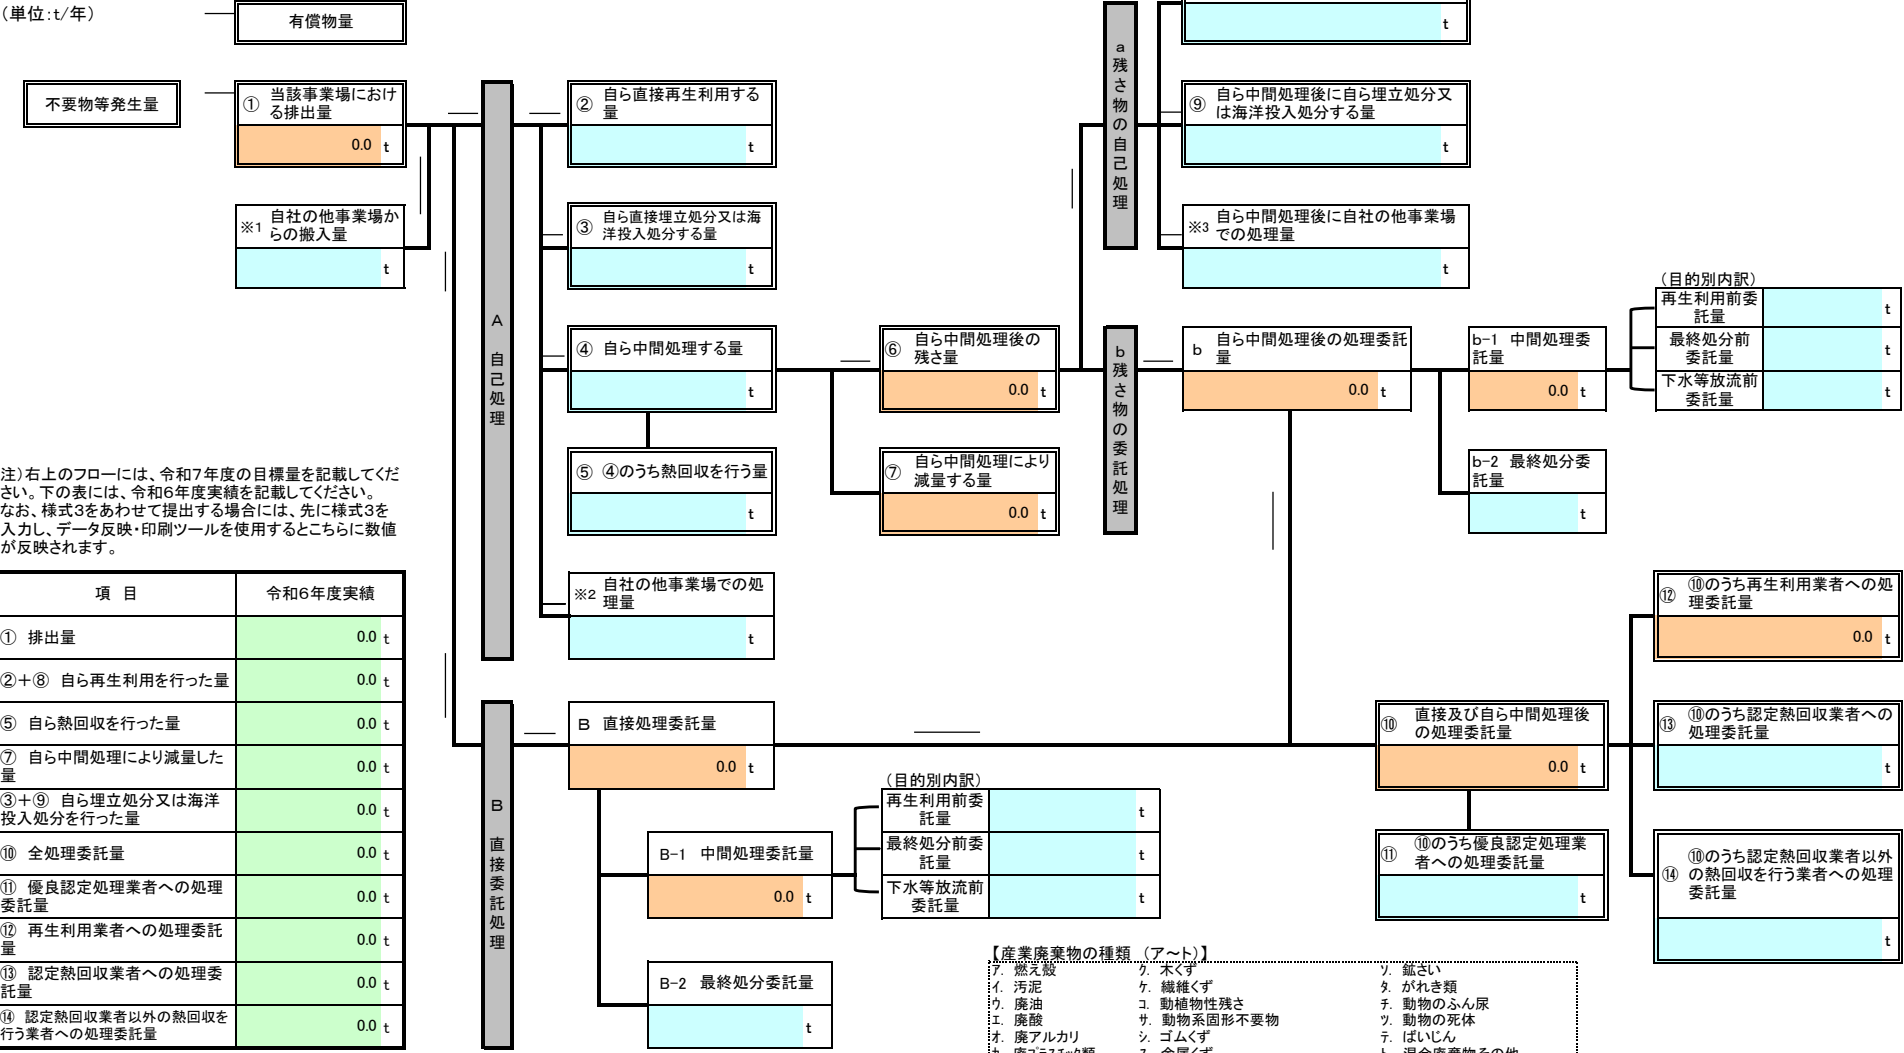 (単位:t/年)
有償物量
不要物等発生量
① 当該事業場におけ
る排出量
0.0 t
※1 自社の他事業場か
らの搬入量
t
A 自己処理
② 自ら直接再生利用する
量
t
③ 自ら直接埋立処分又は海
洋投入処分する量
t
④ 自ら中間処理する量
t
⑤ ④のうち熱回収を行う量
t
※2 自社の他事業場での処
理量
t
⑥ 自ら中間処理後の
残さ量
0.0 t
⑦ 自ら中間処理により
減量する量
0.0 t
a残さ物の自己処理
t
⑨ 自ら中間処理後に自ら埋立処分又
は海洋投入処分する量
t
※3 自ら中間処理後に自社の他事業場
での処理量
t
b残さ物の委託処理
b 自ら中間処理後の処理委託
量
0.0 t
b-1 中間処理委
託量
0.0 t
b-2 最終処分委
託量
t
(目的別内訳)
再生利用前委
託量
t
最終処分前
委託量
t
下水等放流前
委託量
t
注)右上のフローには、令和7年度の目標量を記載してくだ
さい。下の表には、令和6年度実績を記載してください。
なお、様式3をあわせて提出する場合には、先に様式3を
入力し、データ反映・印刷ツールを使用するとこちらに数値
が反映されます。
項 目 令和6年度実績
① 排出量 0.0 t
②+⑧ 自ら再生利用を行った量 0.0 t
⑤ 自ら熱回収を行った量 0.0 t
⑦ 自ら中間処理により減量した
量 0.0 t
③+⑨ 自ら埋立処分又は海洋
投入処分を行った量 0.0 t
⑩ 全処理委託量 0.0 t
⑪ 優良認定処理業者への処理
委託量 0.0 t
⑫ 再生利用業者への処理委託
量 0.0 t
⑬ 認定熱回収業者への処理委
託量 0.0 t
⑭ 認定熱回収業者以外の熱回収を
行う業者への処理委託量 0.0 t
B 直接委託処理
B 直接処理委託量
0.0 t
B-1 中間処理委託量
0.0 t
B-2 最終処分委託量
t
(目的別内訳)
再生利用前委
託量
t
最終処分前委
託量
t
下水等放流前
委託量
t
⑩ 直接及び自ら中間処理後
の処理委託量
0.0 t
⑪ ⑩のうち優良認定処理業
者への処理委託量
t
⑫ ⑩のうち再生利用業者への処
理委託量
0.0 t
⑬ ⑩のうち認定熱回収業者への
処理委託量
t
⑭ ⑩のうち認定熱回収業者以外
の熱回収を行う業者への処理
委託量
t
【産業廃棄物の種類 (ア~ト)】
ア. 燃え殻 ク. 木くず ソ. 鉱さい
イ. 汚泥 ケ. 繊維くず タ. がれき類
ウ. 廃油 コ. 動植物性残さ チ. 動物のふん尿
エ. 廃酸 サ. 動物系固形不要物 ツ. 動物の死体
オ. 廃アルカリ シ. ゴムくず テ. ばいじん
カ. 廃プラスチック類 ス. 金属くず ト. 混合廃棄物その他